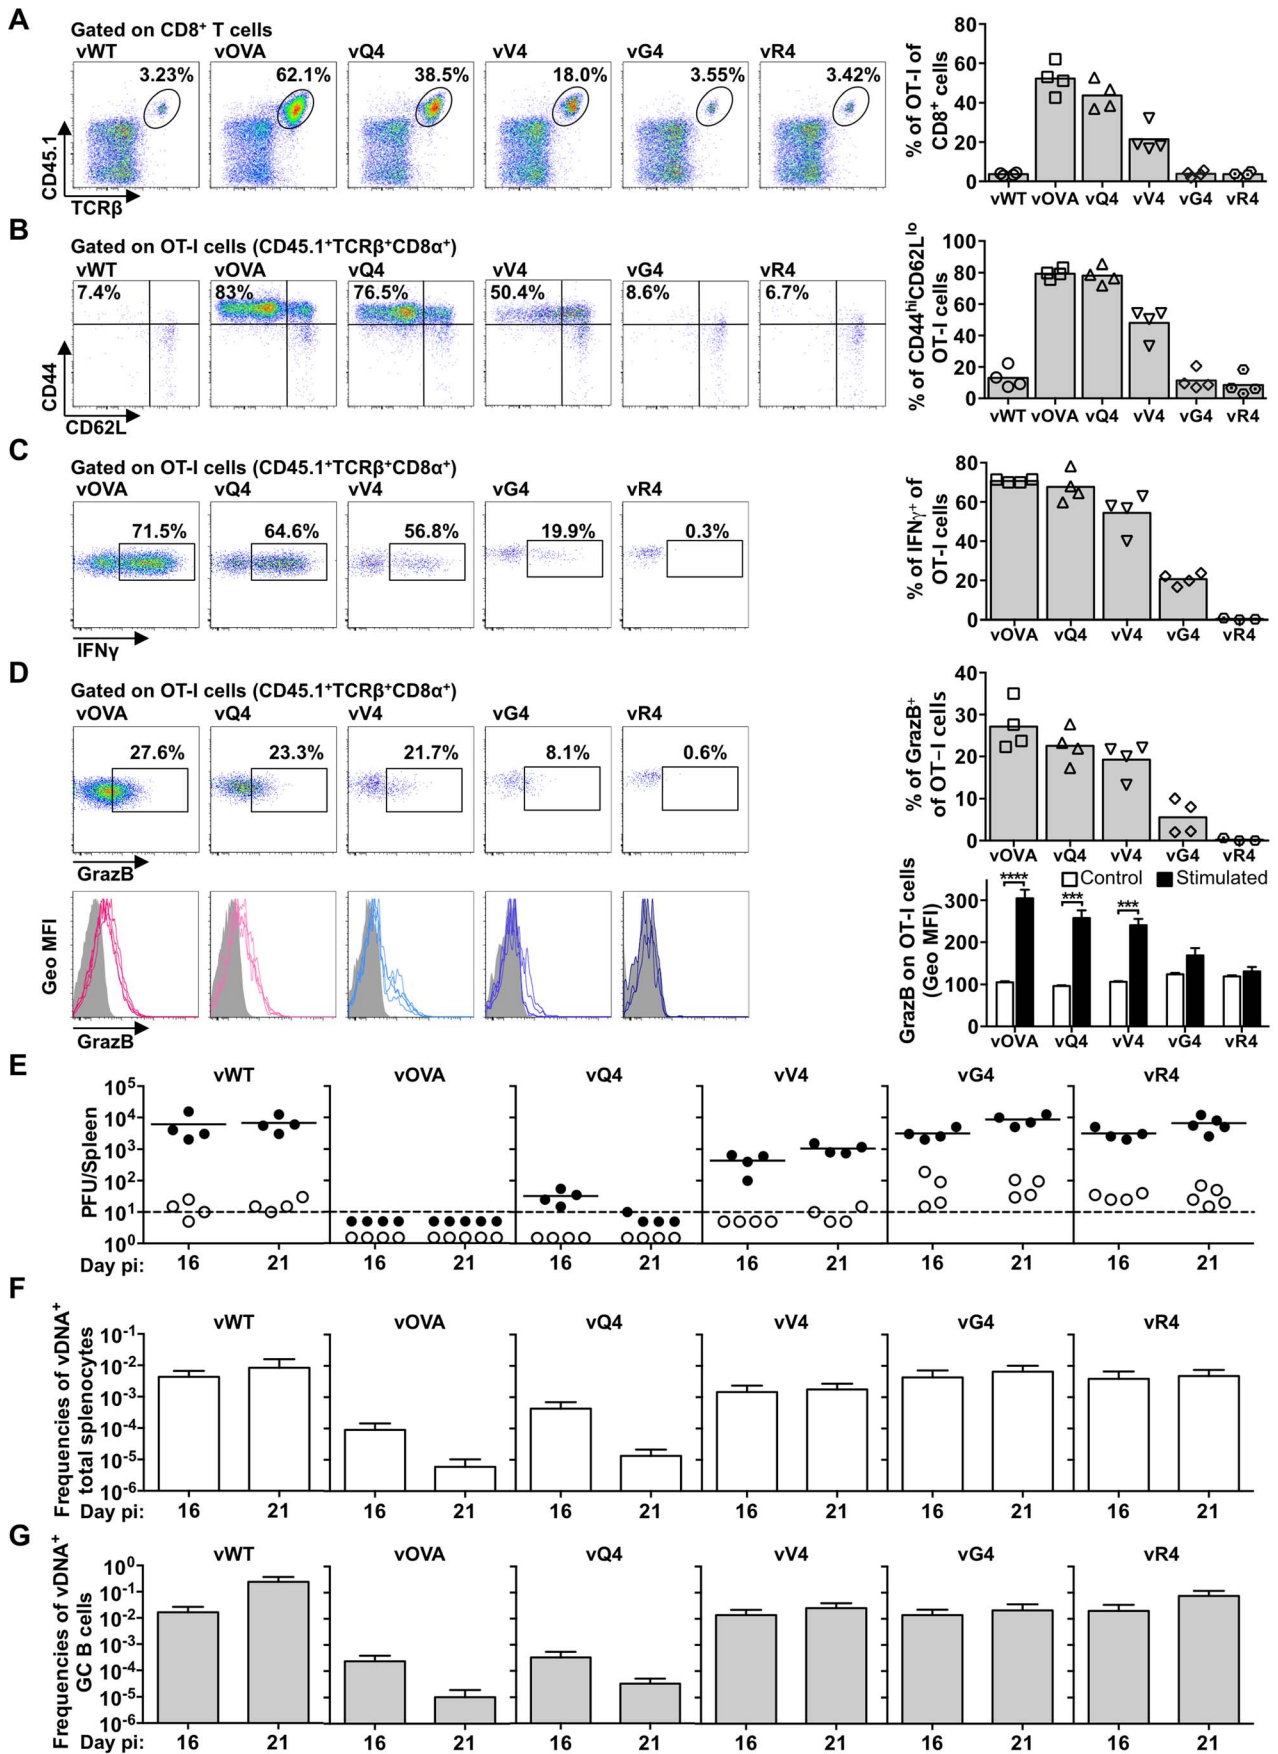 A
Gated on CD8⁺ T cells
vWT vOVA vQ4 vV4 vG4 vR4
3.23% 62.1% 38.5% 18.0% 3.55% 3.42%
CD45.1
TCRβ
% of OT-I of
CD8⁺ cells
80
60
40
20
0
vWT vOVA vQ4 vV4 vG4 vR4
B
Gated on OT-I cells (CD45.1⁺TCRβ⁺CD8α⁺)
vWT vOVA vQ4 vV4 vG4 vR4
7.4% 83% 76.5% 50.4% 8.6% 6.7%
CD44
CD62L
% of CD44ʰⁱCD62Lˡᵒ
OT-I cells
100
80
60
40
20
0
vWT vOVA vQ4 vV4 vG4 vR4
C
Gated on OT-I cells (CD45.1⁺TCRβ⁺CD8α⁺)
vOVA vQ4 vV4 vG4 vR4
71.5% 64.6% 56.8% 19.9% 0.3%
IFNγ
% of IFNγ⁺ of
OT-I cells
80
60
40
20
0
vOVA vQ4 vV4 vG4 vR4
D
Gated on OT-I cells (CD45.1⁺TCRβ⁺CD8α⁺)
vOVA vQ4 vV4 vG4 vR4
27.6% 23.3% 21.7% 8.1% 0.6%
GrazB
% of GrazB⁺
of OT–I cells
40
30
20
10
0
vOVA vQ4 vV4 vG4 vR4
Geo MFI
GrazB
GrazB on OT-I cells
(Geo MFI)
Control Stimulated
**** *** ***
300
200
100
0
vOVA vQ4 vV4 vG4 vR4
E
vWT vOVA vQ4 vV4 vG4 vR4
PFU/Spleen
10⁵
10⁴
10³
10²
10¹
10⁰
Day pi: 16 21 16 21 16 21 16 21 16 21 16 21
F
vWT vOVA vQ4 vV4 vG4 vR4
Frequencies of vDNA⁺
total splenocytes
10⁻¹
10⁻²
10⁻³
10⁻⁴
10⁻⁵
10⁻⁶
Day pi: 16 21 16 21 16 21 16 21 16 21 16 21
G
vWT vOVA vQ4 vV4 vG4 vR4
Frequencies of vDNA⁺
GC B cells
10⁰
10⁻¹
10⁻²
10⁻³
10⁻⁴
10⁻⁵
10⁻⁶
Day pi: 16 21 16 21 16 21 16 21 16 21 16 21